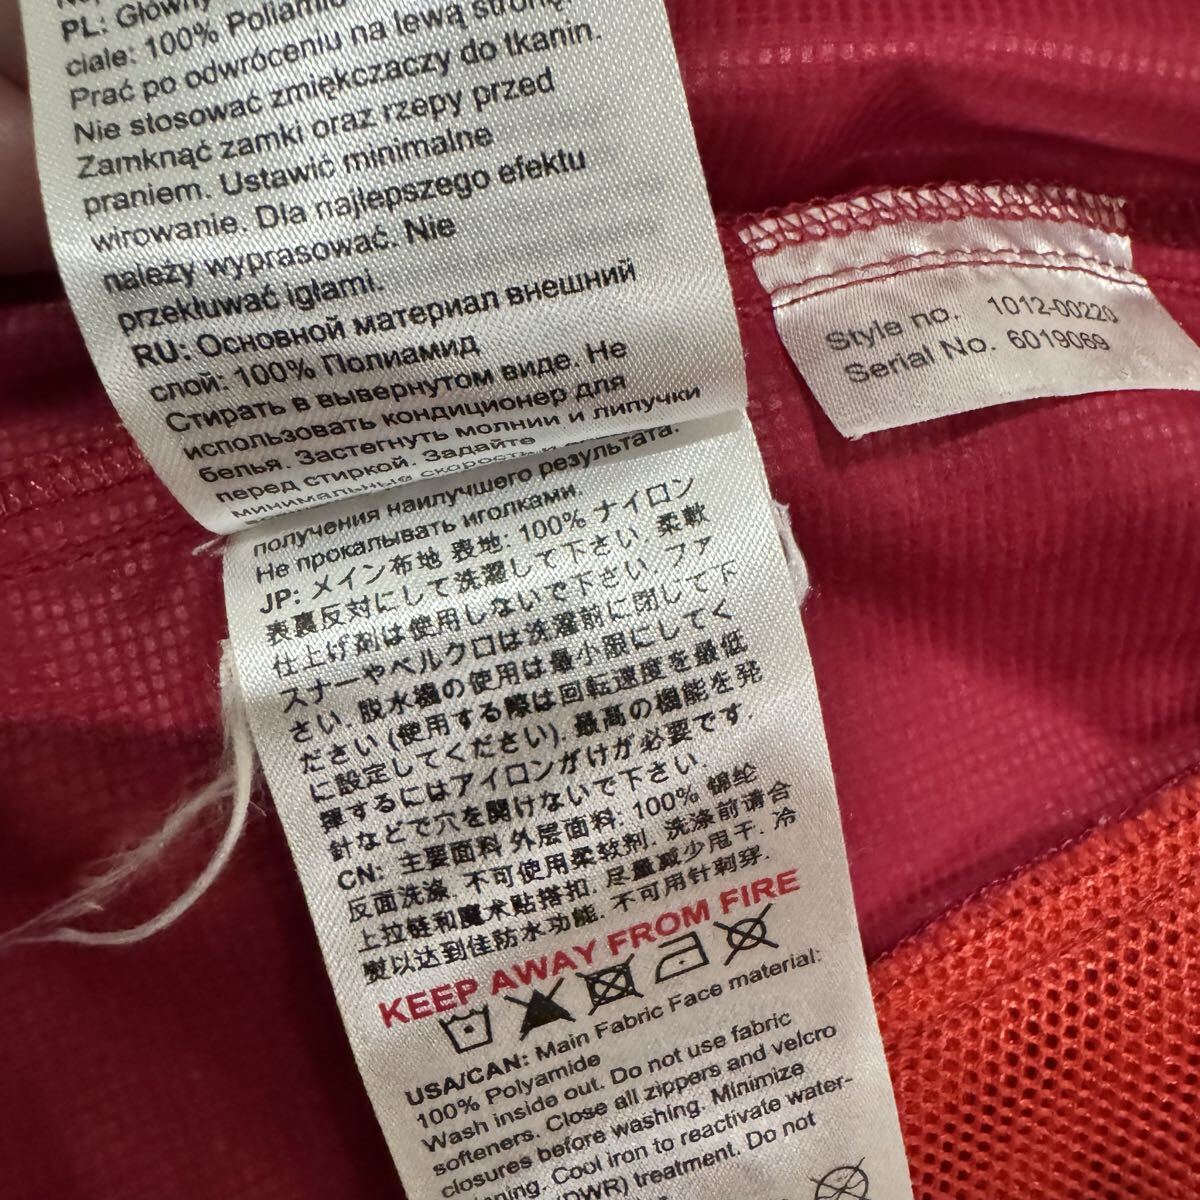 PL: Główny
ciale: 100% Poliamid
Prać po odwróceniu na lewą stronę.
Nie stosować zmiękczaczy do tkanin.
Zamknąć zamki oraz rzepy przed
praniem. Ustawić minimalne
wirowanie. Dla najlepszego efektu
należy wyprasować. Nie
przekłuwać igłami.
RU: Основной материал внешний
слой: 100% Полиамид
Стирать в вывернутом виде. Не
использовать кондиционер для
белья. Застегнуть молнии и липучки
перед стиркой. Задайте
минимальные скорость
получения наилучшего результата.
Не прокалывать иголками.
JP: メイン布地 表地: 100% ナイロン
表裏反対にして洗濯して下さい. 柔軟
仕上げ剤は使用しないで下さい. ファ
スナーやベルクロは洗濯前に閉じて下
さい. 脱水機の使用は最小眼にしてく
ださい (使用する際は回転速度を最低
に設定してください). 最高の機能を発
揮するにはアイロンがけが必要です.
針などで穴を開けないで下さい.
CN: 主要面料 外层面料: 100% 锦纶
反面洗涤. 不可使用柔软剂. 洗涤前请合
上拉链和魔术贴搭扣. 尽量减少甩干. 冷
熨以达到佳防水功能. 不可用针刺穿.
KEEP AWAY FROM FIRE
USA/CAN: Main Fabric Face material:
100% Polyamide
Wash inside out. Do not use fabric
softeners. Close all zippers and velcro
closures before washing. Minimize
Cool iron to reactivate water-
(DWR) treatment. Do not
Style no. 1012-00220
Serial No. 6019069